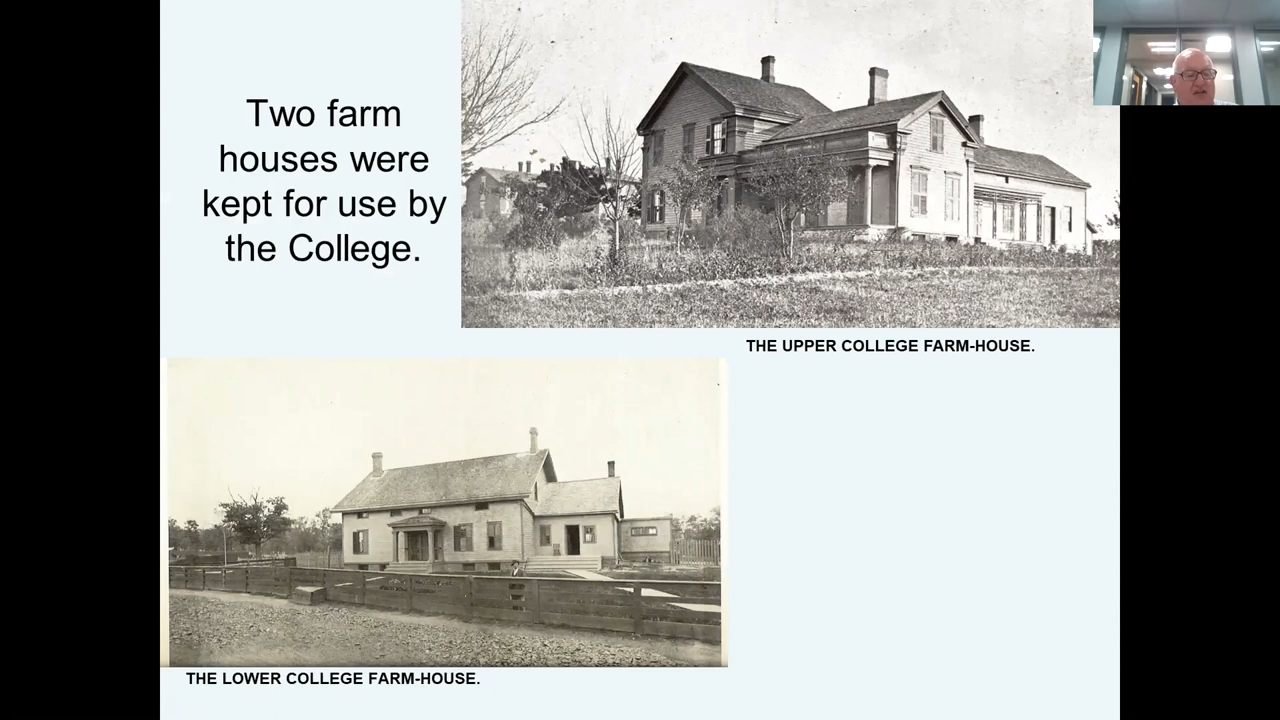 Two farm
houses were
kept for use by
the College.
THE UPPER COLLEGE FARM-HOUSE.
THE LOWER COLLEGE FARM-HOUSE.